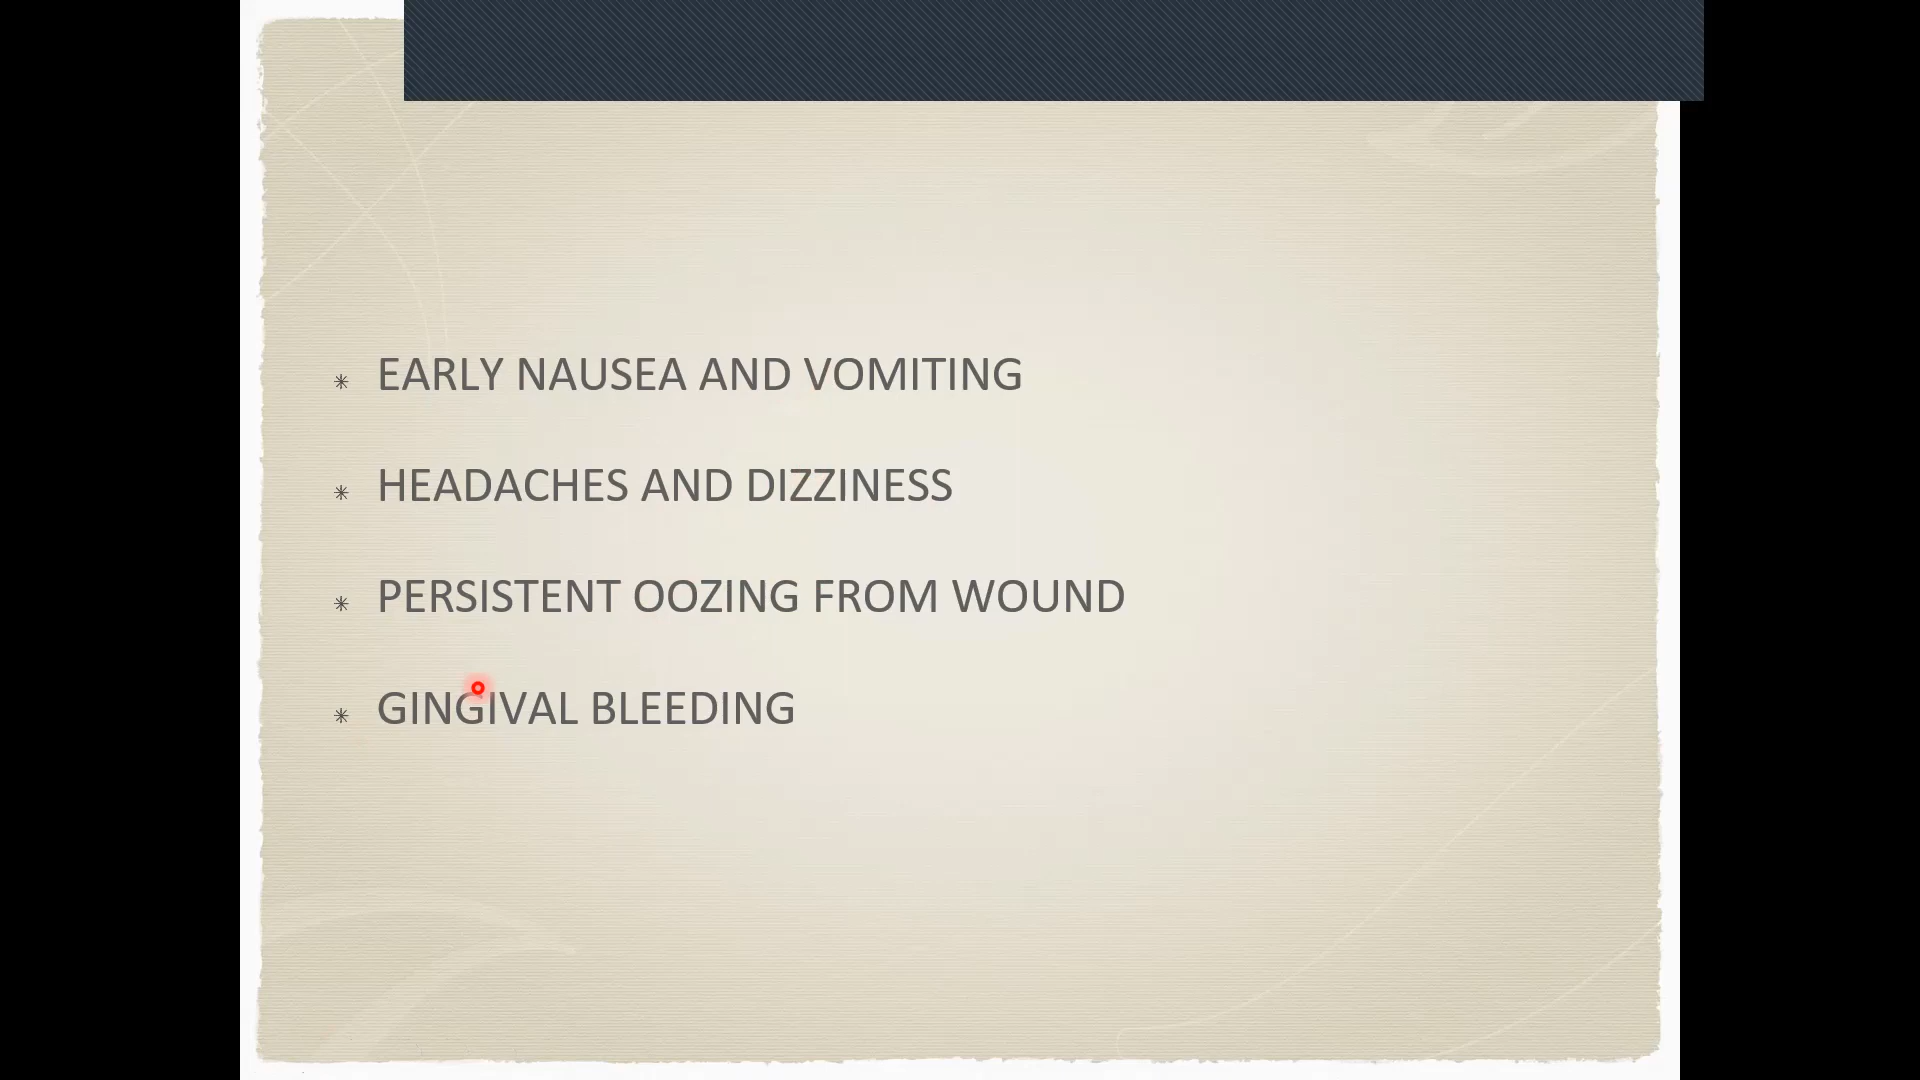 EARLY NAUSEA AND VOMITING
HEADACHES AND DIZZINESS
PERSISTENT OOZING FROM WOUND
GINGIVAL BLEEDING